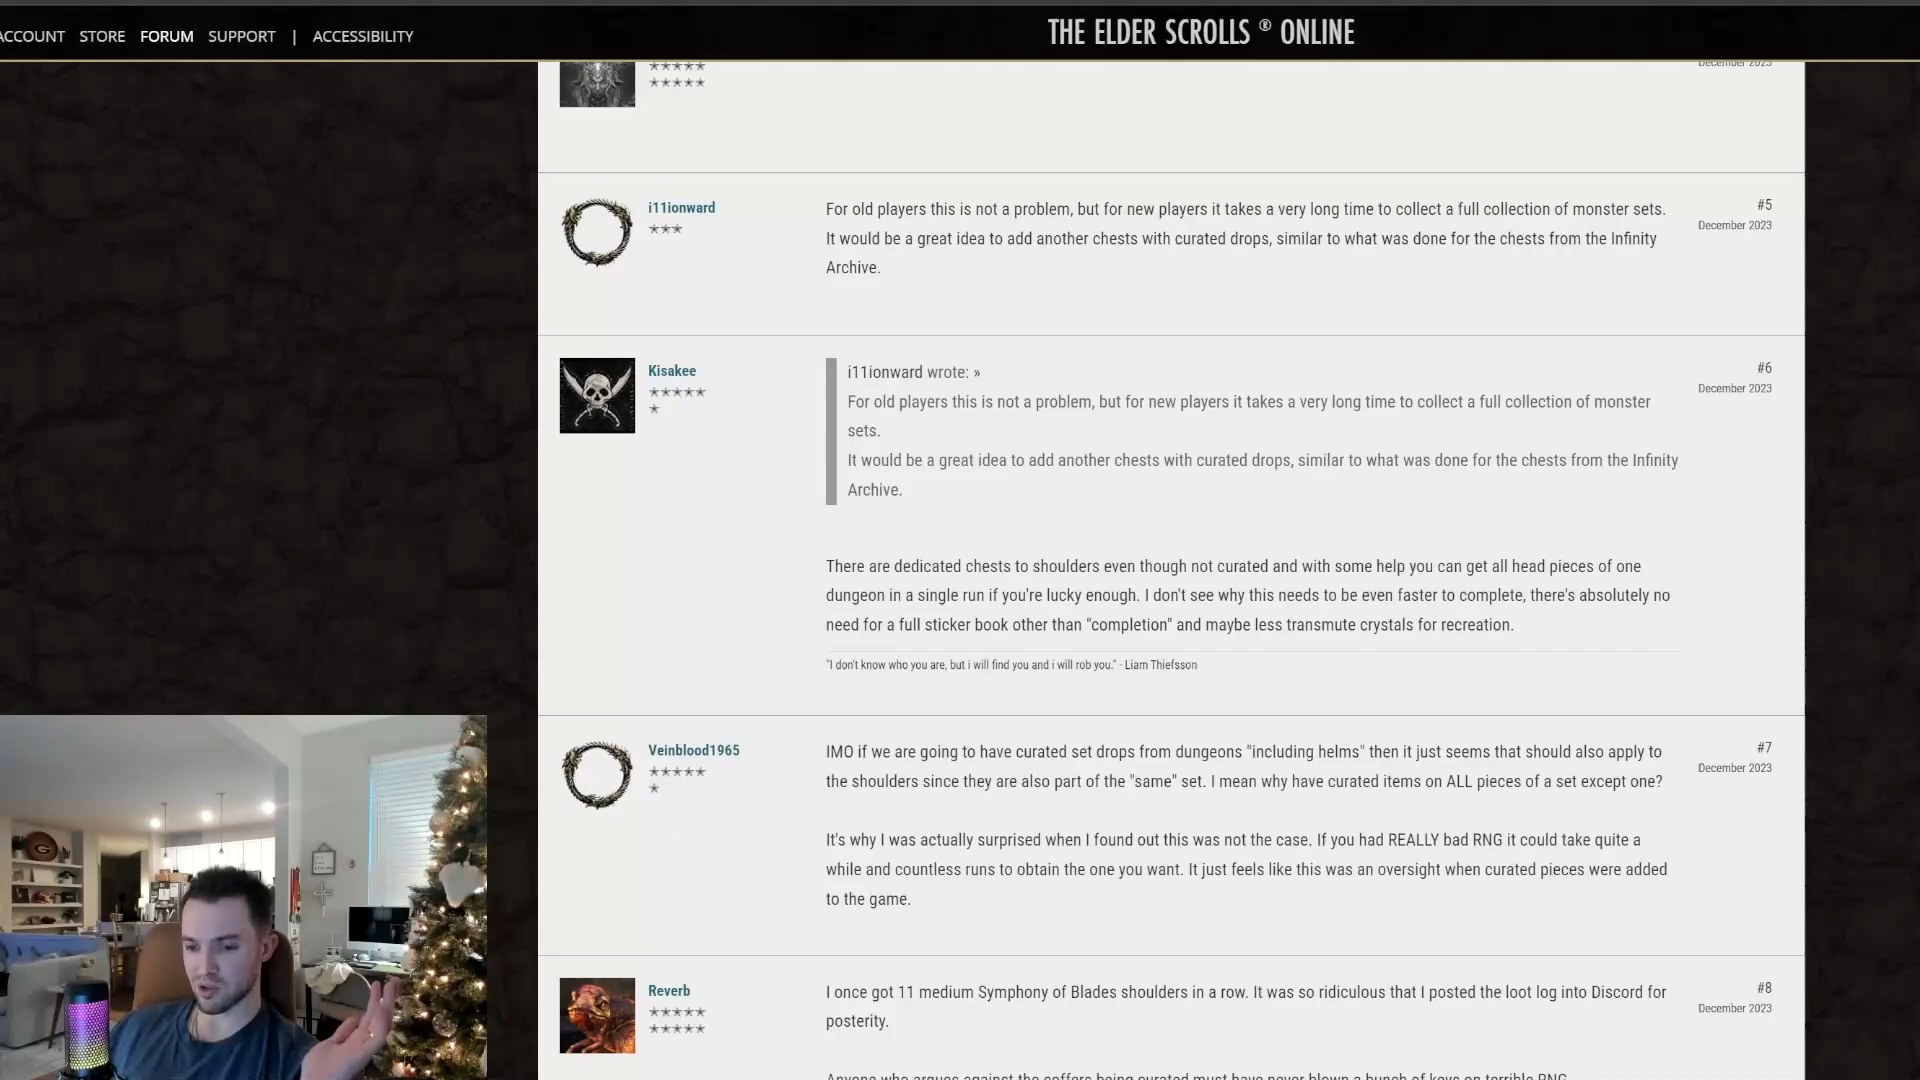 ACCOUNT STORE FORUM SUPPORT | ACCESSIBILITY
THE ELDER SCROLLS ® ONLINE
December 2023
i11ionward
For old players this is not a problem, but for new players it takes a very long time to collect a full collection of monster sets.
It would be a great idea to add another chests with curated drops, similar to what was done for the chests from the Infinity
Archive.
#5
December 2023
Kisakee
i11ionward wrote: »
For old players this is not a problem, but for new players it takes a very long time to collect a full collection of monster
sets.
It would be a great idea to add another chests with curated drops, similar to what was done for the chests from the Infinity
Archive.
#6
December 2023
There are dedicated chests to shoulders even though not curated and with some help you can get all head pieces of one
dungeon in a single run if you're lucky enough. I don't see why this needs to be even faster to complete, there's absolutely no
need for a full sticker book other than "completion" and maybe less transmute crystals for recreation.
"I don't know who you are, but i will find you and i will rob you." - Liam Thiefsson
Veinblood1965
IMO if we are going to have curated set drops from dungeons "including helms" then it just seems that should also apply to
the shoulders since they are also part of the "same" set. I mean why have curated items on ALL pieces of a set except one?
#7
December 2023
It's why I was actually surprised when I found out this was not the case. If you had REALLY bad RNG it could take quite a
while and countless runs to obtain the one you want. It just feels like this was an oversight when curated pieces were added
to the game.
Reverb
I once got 11 medium Symphony of Blades shoulders in a row. It was so ridiculous that I posted the loot log into Discord for
posterity.
#8
December 2023
Anyone who argues against the coffers being curated must have never blown a bunch of keys on terrible RNG.